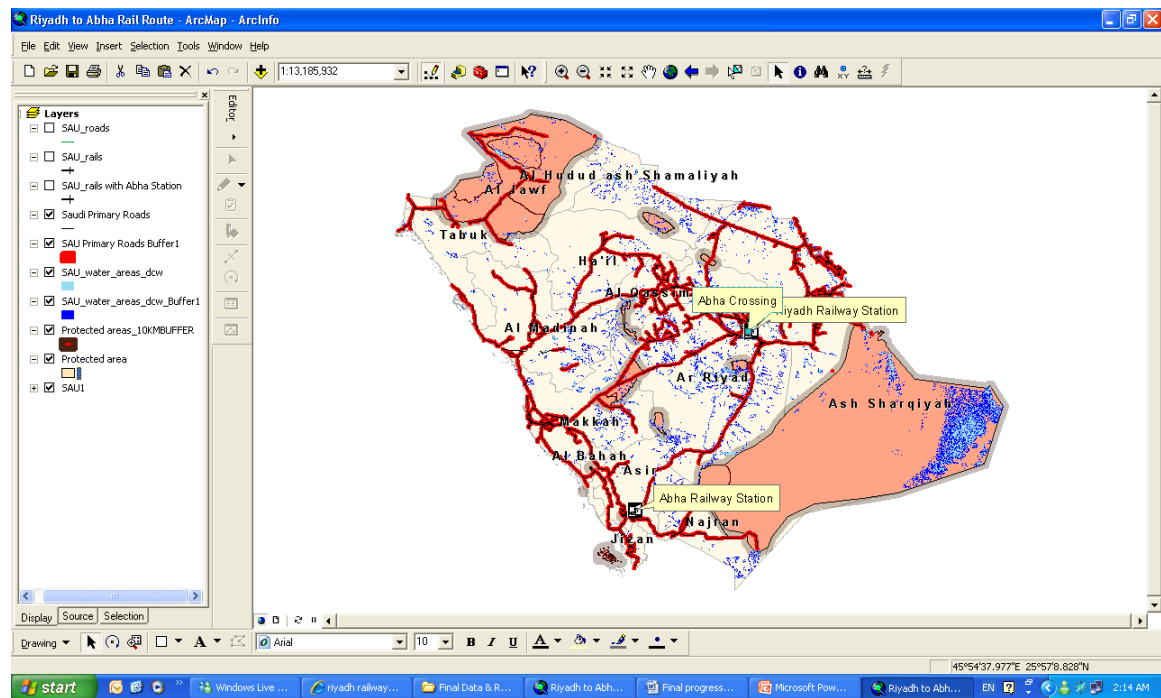 Riyadh to Abha Rail Route - ArcMap - ArcInfo
File Edit View Insert Selection Tools Window Help
1:13,185,932
Editor
Layers
SAU_roads
SAU_rails
SAU_rails with Abha Station
Saudi Primary Roads
SAU Primary Roads Buffer1
SAU_water_areas_dcw
SAU_water_areas_dcw_Buffer1
Protected areas_10KMBUFFER
Protected area
SAU1
Al Hudud ash Shamaliyah
Al Jawf
Tabuk
Ha'il
Al Qassim
Abha Crossing
Riyadh Railway Station
Al Madinah
Ar Riyad
Ash Sharqiyah
Makkah
Al Bahah
Asir
Abha Railway Station
Najran
Jizan
Display Source Selection
Drawing A Arial 10 B I U A
45°54'37.977"E 25°57'8.828"N
start Windows Live ... riyadh railway... Final Data & R... Riyadh to Abh... Final progress... Microsoft Pow... Riyadh to Abh... EN 2:14 AM